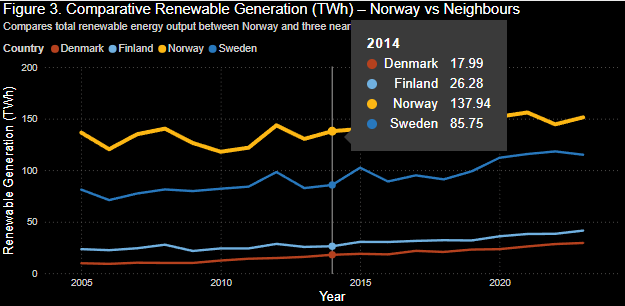 Figure 3. Comparative Renewable Generation (TWh) – Norway vs Neighbours
Compares total renewable energy output between Norway and three near
Country Denmark Finland Norway Sweden
2014
Denmark 17.99
Finland 26.28
Norway 137.94
Sweden 85.75
Renewable Generation (TWh)
200
150
100
50
0
2005 2010 2015 2020
Year